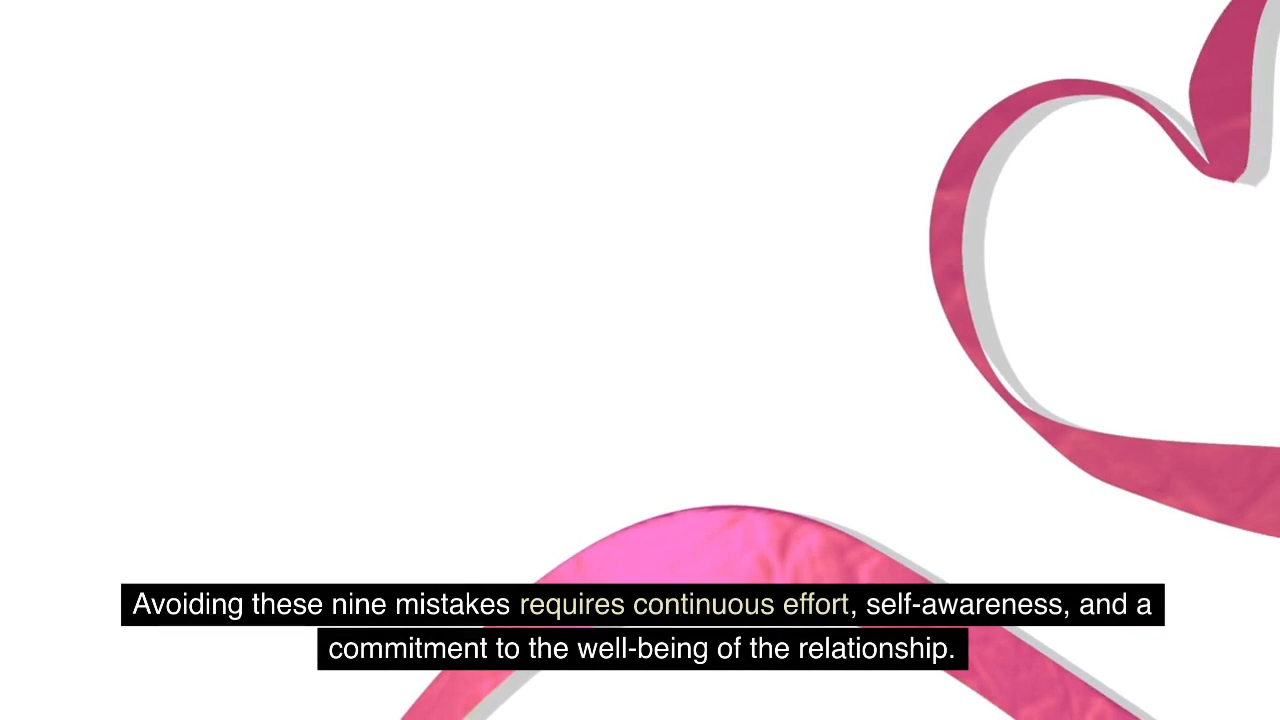 Avoiding these nine mistakes requires continuous effort, self-awareness, and a
commitment to the well-being of the relationship.